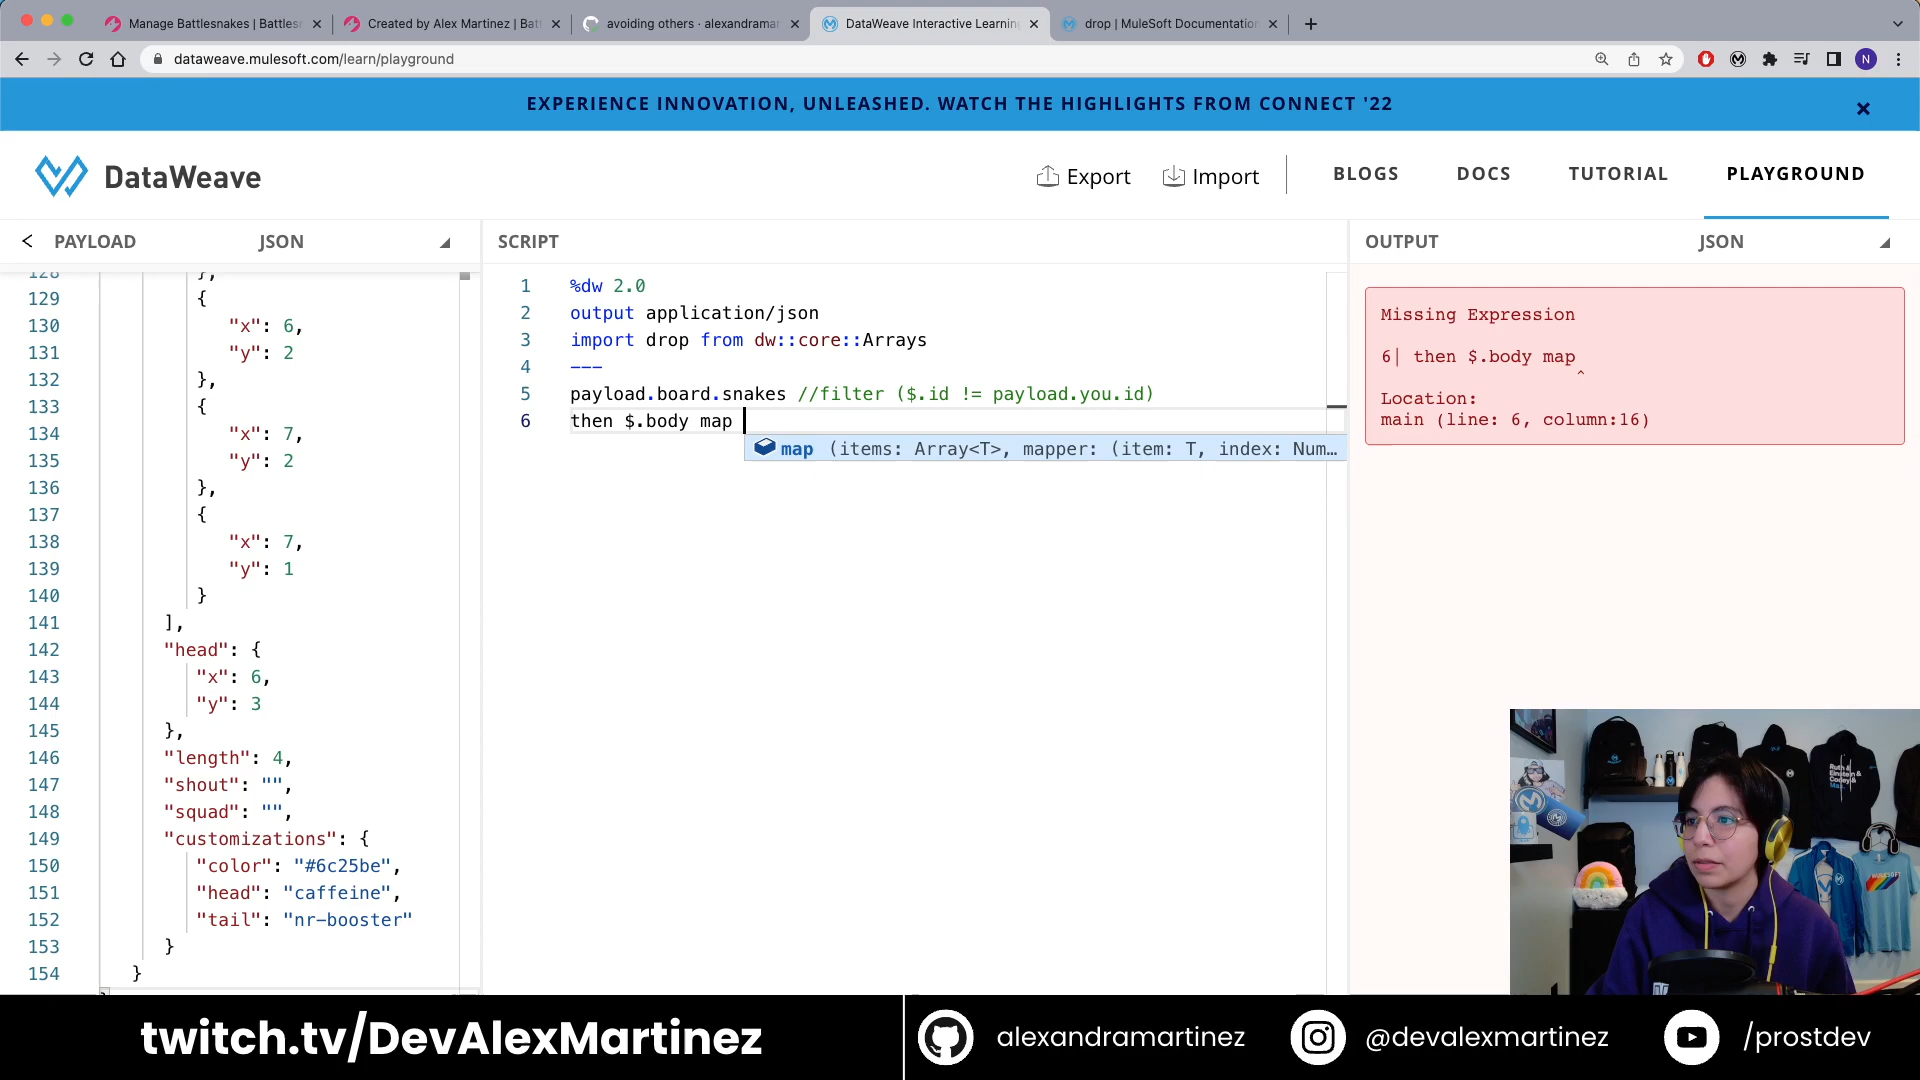 Manage Battlesnakes | Battlesn
Created by Alex Martinez | Batt
avoiding others · alexandramar
DataWeave Interactive Learning
drop | MuleSoft Documentation
dataweave.mulesoft.com/learn/playground
N
EXPERIENCE INNOVATION, UNLEASHED. WATCH THE HIGHLIGHTS FROM CONNECT '22
DataWeave
Export
Import
BLOGS
DOCS
TUTORIAL
PLAYGROUND
PAYLOAD
JSON
128 },
129 {
130 "x": 6,
131 "y": 2
132 },
133 {
134 "x": 7,
135 "y": 2
136 },
137 {
138 "x": 7,
139 "y": 1
140 }
141 ],
142 "head": {
143 "x": 6,
144 "y": 3
145 },
146 "length": 4,
147 "shout": "",
148 "squad": "",
149 "customizations": {
150 "color": "#6c25be",
151 "head": "caffeine",
152 "tail": "nr-booster"
153 }
154 }
SCRIPT
1 %dw 2.0
2 output application/json
3 import drop from dw::core::Arrays
4 ---
5 payload.board.snakes //filter ($.id != payload.you.id)
6 then $.body map
map (items: Array<T>, mapper: (item: T, index: Num…
OUTPUT
JSON
Missing Expression
6| then $.body map
^
Location:
main (line: 6, column:16)
twitch.tv/DevAlexMartinez
alexandramartinez
@devalexmartinez
/prostdev